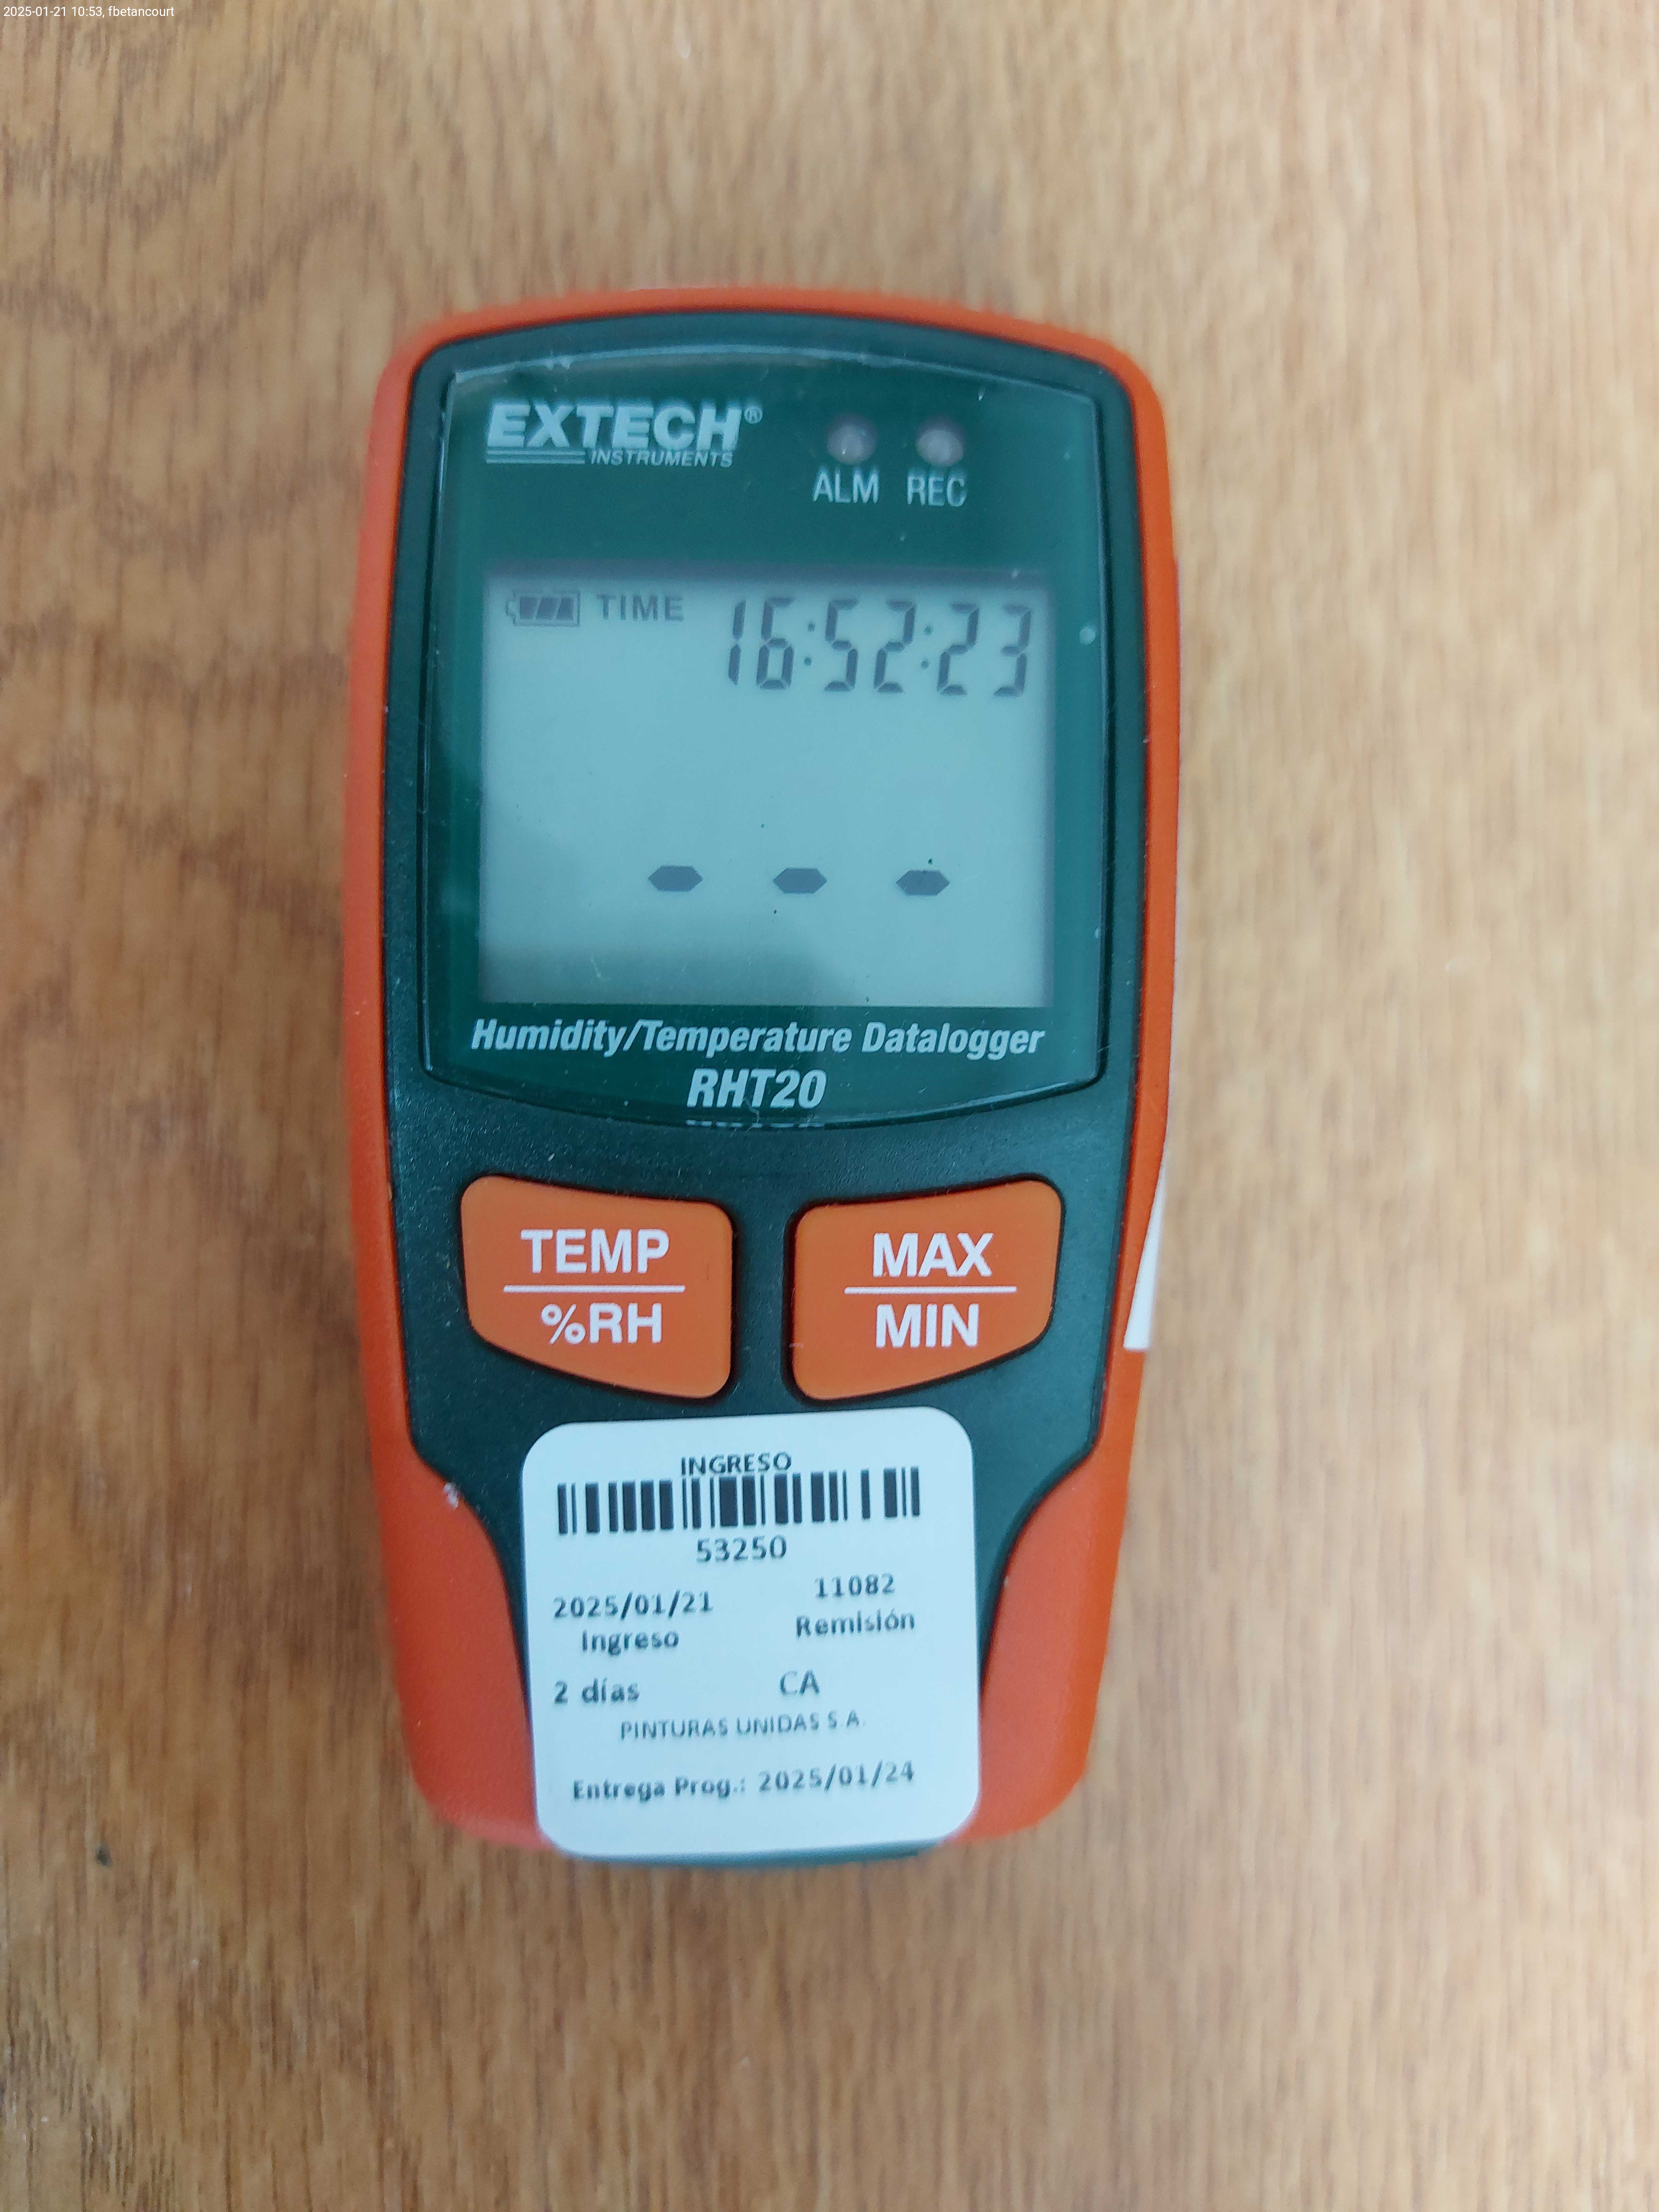 2025-01-21 10:53, fbetancourt
EXTECH®
INSTRUMENTS
ALM REC
TIME 16:52:23
- - -
Humidity/Temperature Datalogger
RHT20
TEMP
%RH
MAX
MIN
INGRESO
53250
2025/01/21 11082
Ingreso Remisión
2 días CA
PINTURAS UNIDAS S.A.
Entrega Prog.: 2025/01/24